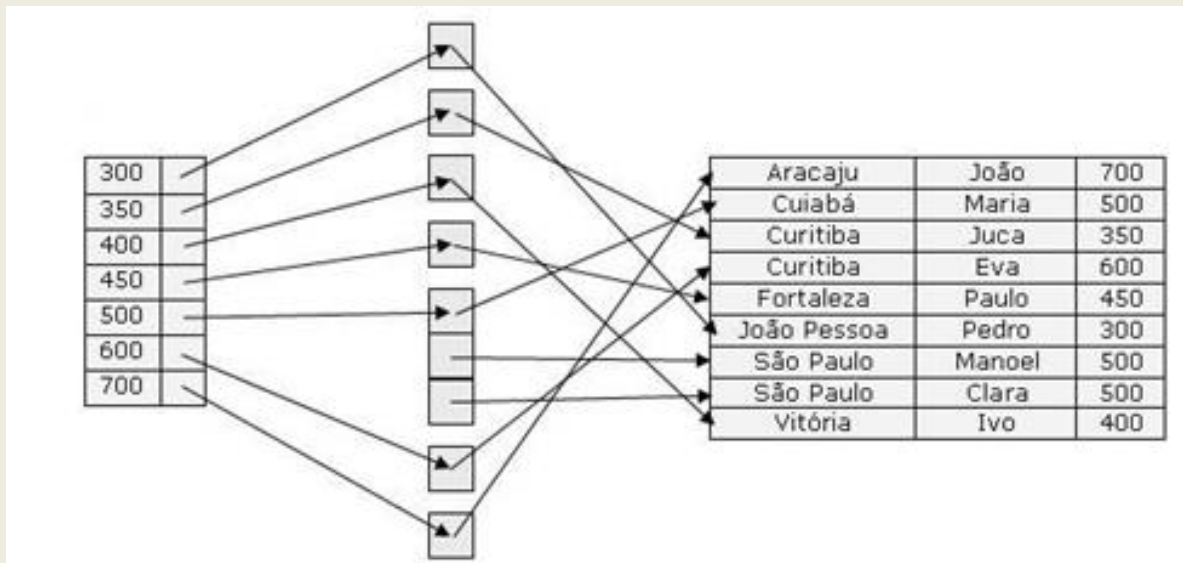 300
350
400
450
500
600
700
Aracaju João 700
Cuiabá Maria 500
Curitiba Juca 350
Curitiba Eva 600
Fortaleza Paulo 450
João Pessoa Pedro 300
São Paulo Manoel 500
São Paulo Clara 500
Vitória Ivo 400